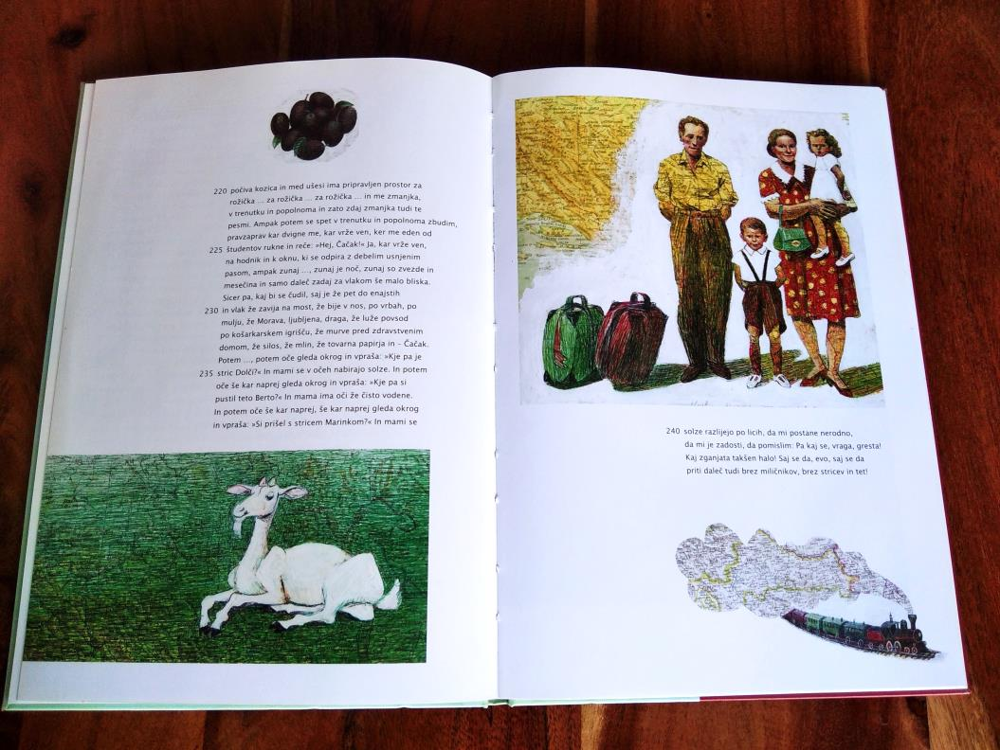 220 počiva kozica in med ušesi ima pripravljen prostor za
rožička ... za rožička ... za rožička ... in me zmanjka,
v trenutku in popolnoma in zato zdaj zmanjka tudi te
pesmi. Ampak potem se spet v trenutku in popolnoma zbudim,
pravzaprav kar dvigne me, kar vrže ven, ker me eden od
225 študentov rukne in reče: »Hej, Čačak!« Ja, kar vrže ven,
na hodnik in k oknu, ki se odpira z debelim usnjenim
pasom, ampak zunaj ..., zunaj je noč, zunaj so zvezde in
mesečina in samo daleč zadaj za vlakom še malo bliska.
Sicer pa, kaj bi se čudil, saj je že pet do enajstih
230 in vlak že zavija na most, že bije v nos, po vrbah, po
mulju, že Morava, ljubljena, draga, že luže povsod
po košarkarskem igrišču, že murve pred zdravstvenim
domom, že silos, že mlin, že tovarna papirja in – Čačak.
Potem ..., potem oče gleda okrog in vpraša: »Kje pa je
235 stric Dolči?« In mami se v očeh nabirajo solze. In potem
oče še kar naprej gleda okrog in vpraša: »Kje pa si
pustil teto Berto?« In mama ima oči že čisto vodene.
In potem oče še kar naprej, še kar naprej gleda okrog
in vpraša: »Si prišel s stricem Marinkom?« In mami se
240 solze razlijejo po licih, da mi postane nerodno,
da mi je zadosti, da pomislim: Pa kaj se, vraga, gresta!
Kaj zganjata takšen halo! Saj se da, evo, saj se da
priti daleč tudi brez miličnikov, brez stricev in tet!